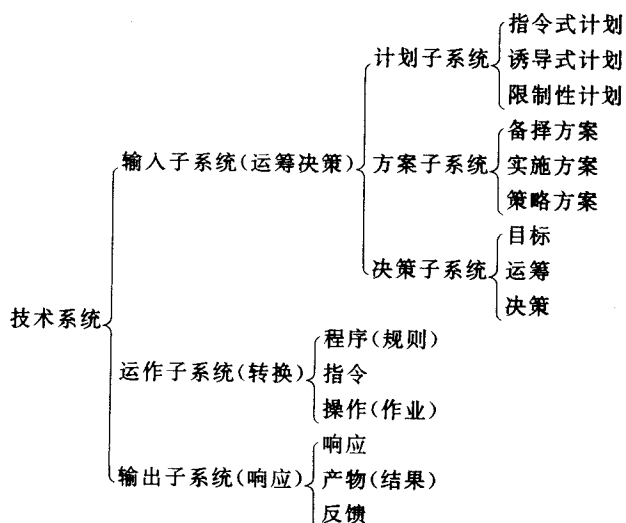 指令式计划
计划子系统
诱导式计划
限制性计划
备择方案
输入子系统(运筹决策)
方案子系统
实施方案
策略方案
目标
决策子系统
运筹
决策
技术系统
程序(规则)
运作子系统(转换)
指令
操作(作业)
响应
输出子系统(响应)
产物(结果)
反馈